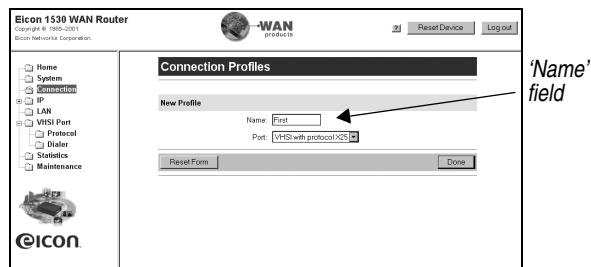 Eicon 1530 WAN Router
Copyright © 1985-2001
Eicon Networks Corporation.
WAN
products
?
Reset Device
Log out
Home
System
Connection
IP
LAN
VHSI Port
Protocol
Dialer
Statistics
Maintenance
eicon
Connection Profiles
New Profile
Name: First
Port: VHSI with protocol X25
Reset Form
Done
'Name'
field